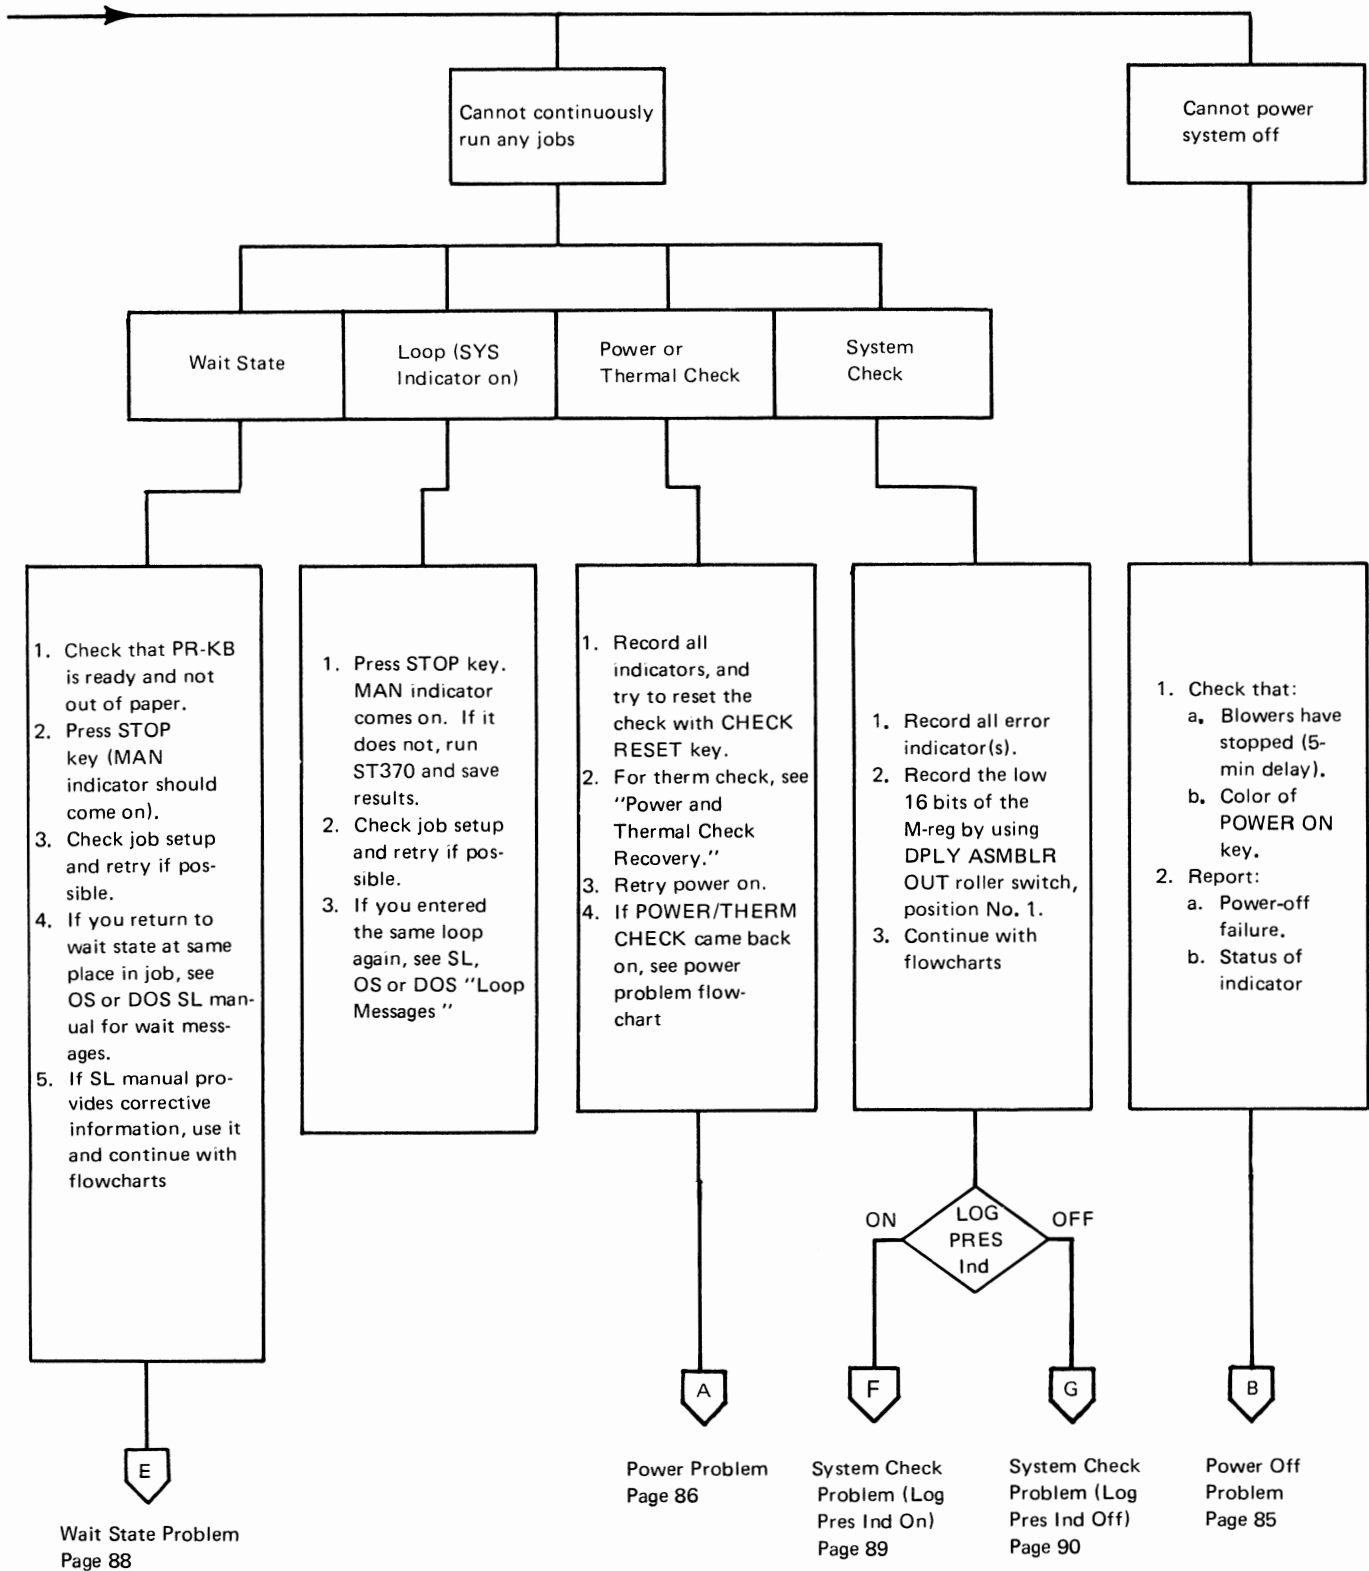 Cannot continuously
run any jobs
Cannot power
system off
Wait State
Loop (SYS
Indicator on)
Power or
Thermal Check
System
Check
1. Check that PR-KB
is ready and not
out of paper.
2. Press STOP
key (MAN
indicator should
come on).
3. Check job setup
and retry if pos-
sible.
4. If you return to
wait state at same
place in job, see
OS or DOS SL man-
ual for wait mess-
ages.
5. If SL manual pro-
vides corrective
information, use it
and continue with
flowcharts
1. Press STOP key.
MAN indicator
comes on. If it
does not, run
ST370 and save
results.
2. Check job setup
and retry if pos-
sible.
3. If you entered
the same loop
again, see SL,
OS or DOS "Loop
Messages "
1. Record all
indicators, and
try to reset the
check with CHECK
RESET key.
2. For therm check, see
"Power and
Thermal Check
Recovery."
3. Retry power on.
4. If POWER/THERM
CHECK came back
on, see power
problem flow-
chart
1. Record all error
indicator(s).
2. Record the low
16 bits of the
M-reg by using
DPLY ASMBLR
OUT roller switch,
position No. 1.
3. Continue with
flowcharts
1. Check that:
a. Blowers have
stopped (5-
min delay).
b. Color of
POWER ON
key.
2. Report:
a. Power-off
failure.
b. Status of
indicator
ON
LOG
PRES
Ind
OFF
E
Wait State Problem
Page 88
A
Power Problem
Page 86
F
System Check
Problem (Log
Pres Ind On)
Page 89
G
System Check
Problem (Log
Pres Ind Off)
Page 90
B
Power Off
Problem
Page 85